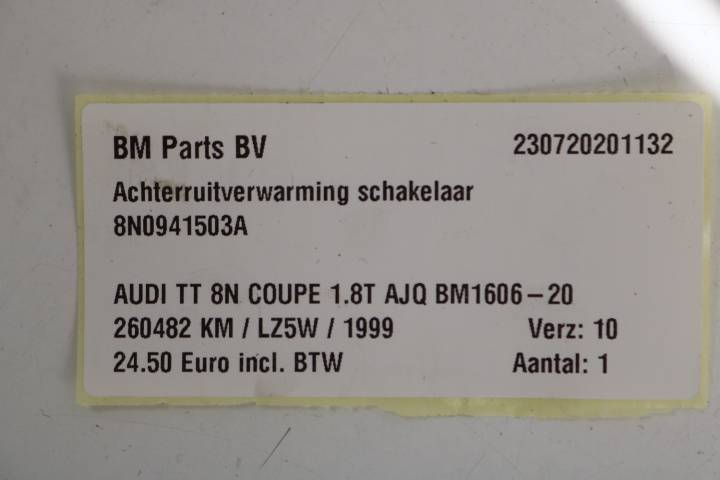 BM Parts BV 230720201132
Achterruitverwarming schakelaar
8N0941503A
AUDI TT 8N COUPE 1.8T AJQ BM1606-20
260482 KM / LZ5W / 1999 Verz: 10
24.50 Euro incl. BTW Aantal: 1